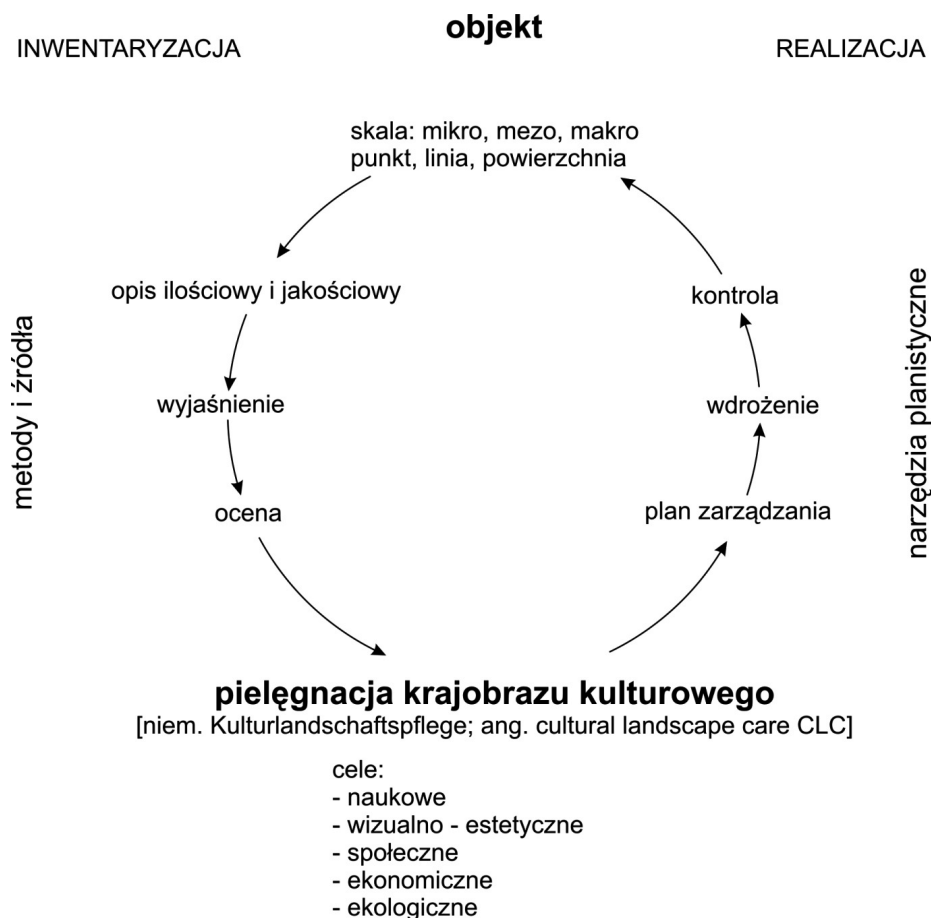 objekt
INWENTARYZACJA
REALIZACJA
skala: mikro, mezo, makro
punkt, linia, powierzchnia
opis ilościowy i jakościowy
kontrola
metody i źródła
narzędzia planistyczne
wyjaśnienie
wdrożenie
ocena
plan zarządzania
pielęgnacja krajobrazu kulturowego
[niem. Kulturlandschaftspflege; ang. cultural landscape care CLC]
cele:
- naukowe
- wizualno - estetyczne
- społeczne
- ekonomiczne
- ekologiczne